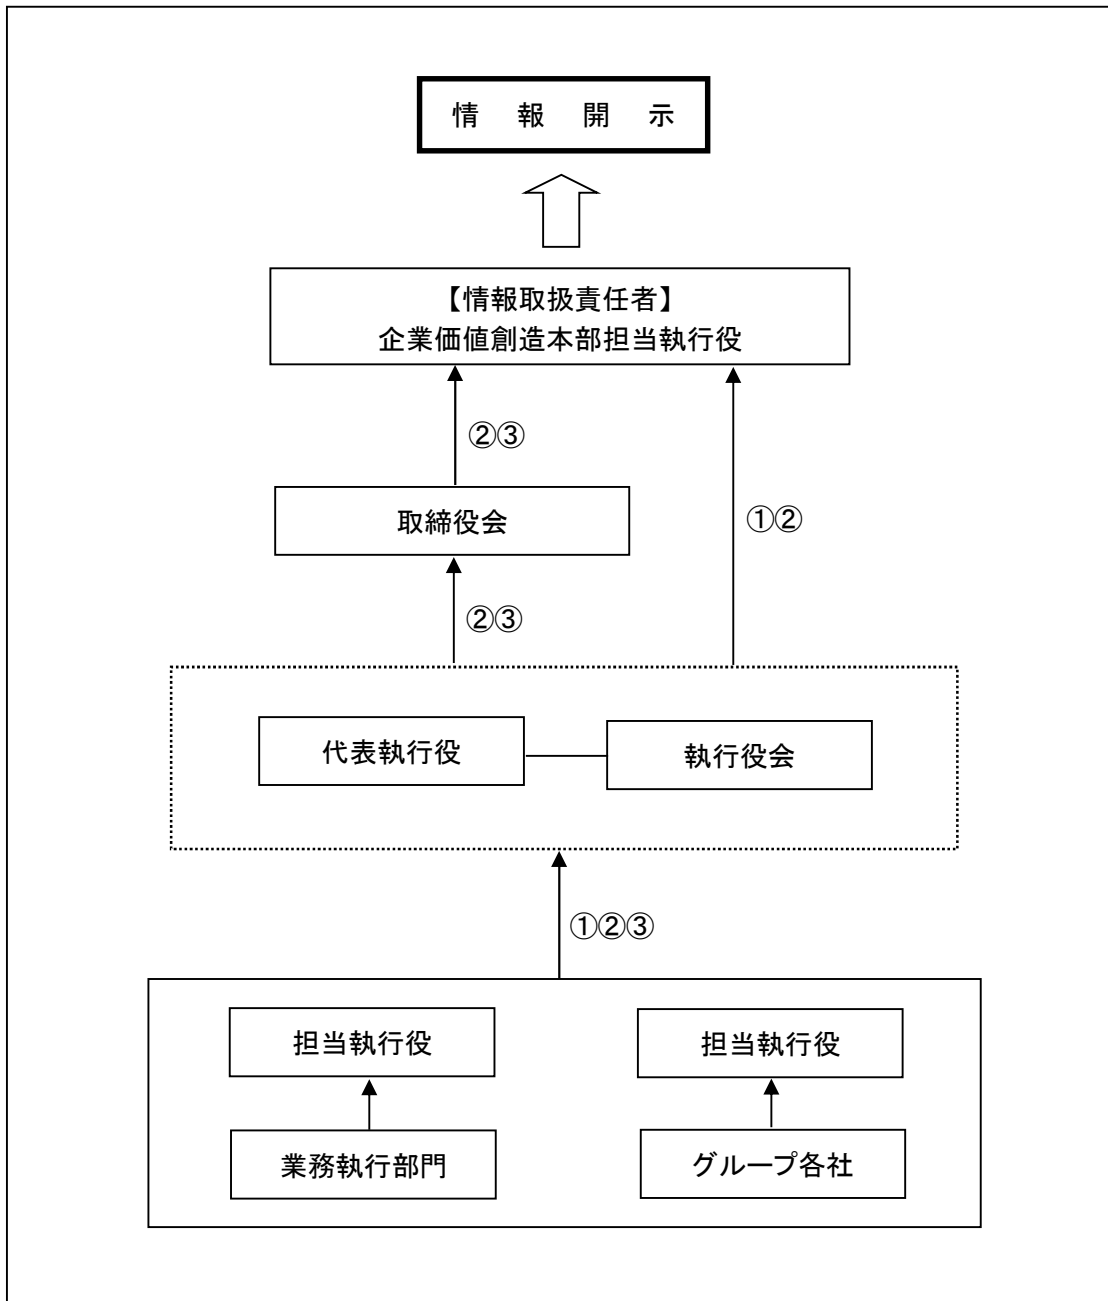 情報開示
【情報取扱責任者】
企業価値創造本部担当執行役
②③
取締役会
①②
②③
代表執行役
執行役会
①②③
担当執行役
担当執行役
業務執行部門
グループ各社